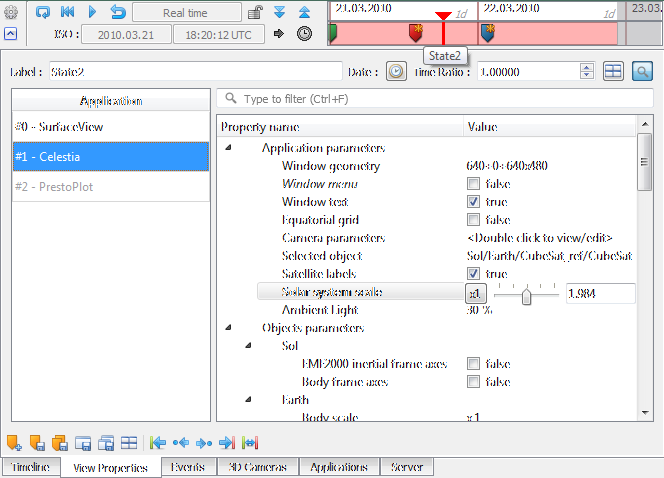 21.03.2010 22.03.2010 23.03
Real time 1d 1d
ISO : 2010.03.21 18:20:12 UTC
State2
Label : State2 Date : Time Ratio : 1.00000
Application
Type to filter (Ctrl+F)
#0 - SurfaceView
#1 - Celestia
#2 - PrestoPlot
Property name Value
Application parameters
Window geometry 640x0x640x480
Window menu false
Window text true
Equatorial grid false
Camera parameters <Double click to view/edit>
Selected object Sol/Earth/CubeSat_ref/CubeSat
Satellite labels true
Solar system scale x1 1.984
Ambient Light 30 %
Objects parameters
Sol
EME2000 inertial frame axes false
Body frame axes false
Earth
Body scale x1
Timeline View Properties Events 3D Cameras Applications Server